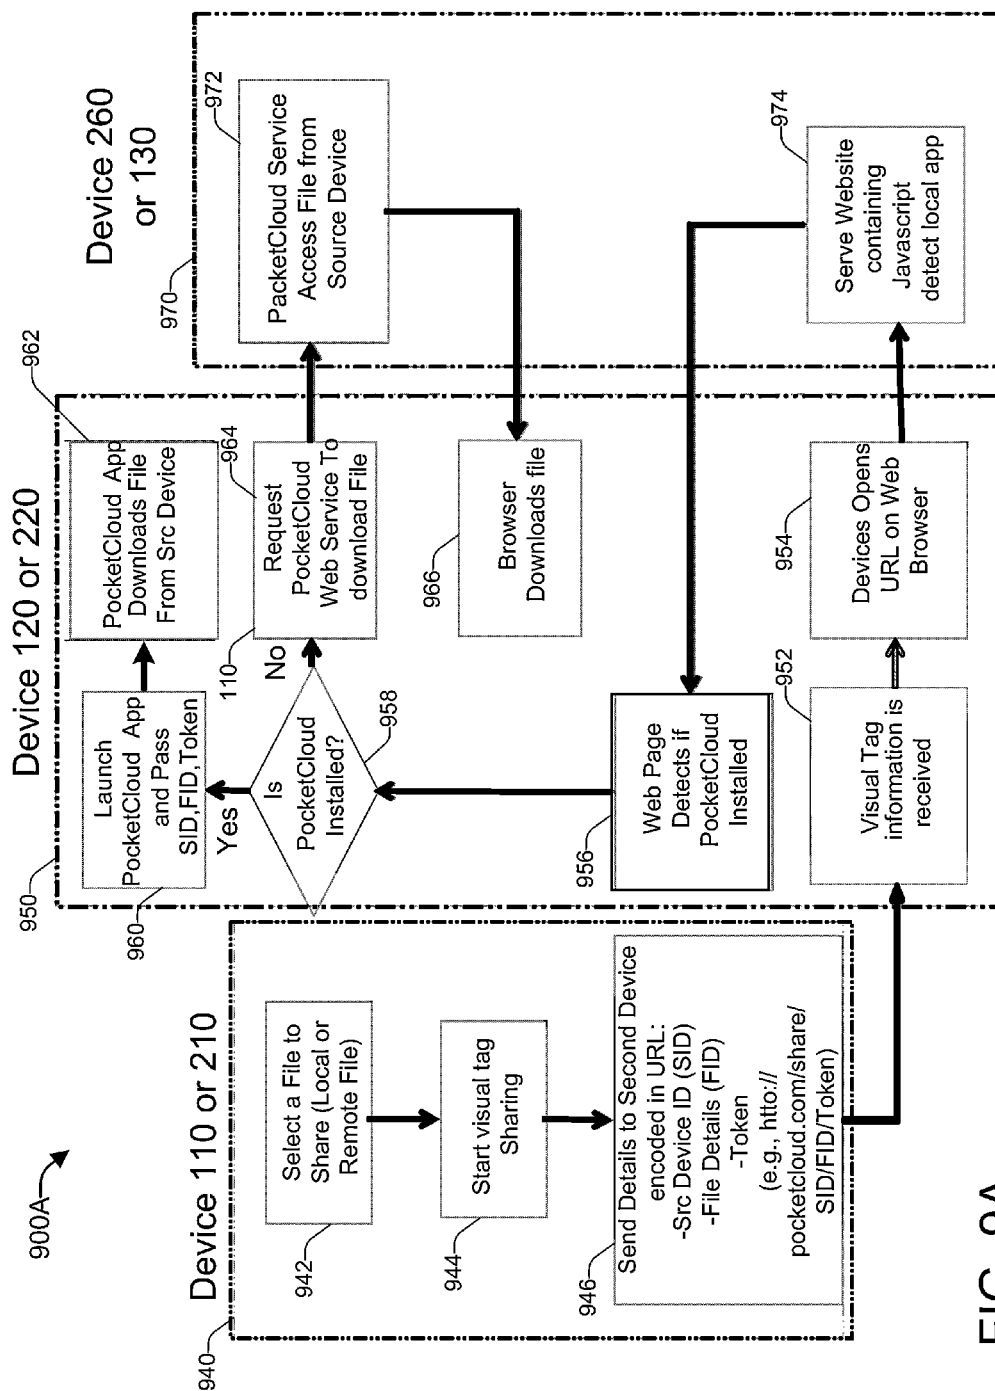 900A
Device 110 or 210
940
Select a File to
Share (Local or
Remote File)
942
Start visual tag
Sharing
944
Send Details to Second Device
encoded in URL:
-Src Device ID (SID)
-File Details (FID)
-Token
(e.g., htto://
pocketcloud.com/share/
SID/FID/Token)
946
Device 120 or 220
950
Launch
PocketCloud App
and Pass
SID,FID,Token
960
PocketCloud App
Downloads File
From Src Device
962
Yes
Is
PocketCloud
Installed?
958
No
110
Request
PocketCloud
Web Service To
download File
964
Browser
Downloads file
966
Web Page
Detects if
PocketCloud
Installed
956
Visual Tag
information is
received
952
Devices Opens
URL on Web
Browser
954
Device 260
or 130
970
PacketCloud Service
Access File from
Source Device
972
Serve Website
containing
Javascript
detect local app
974
FIG. 9A